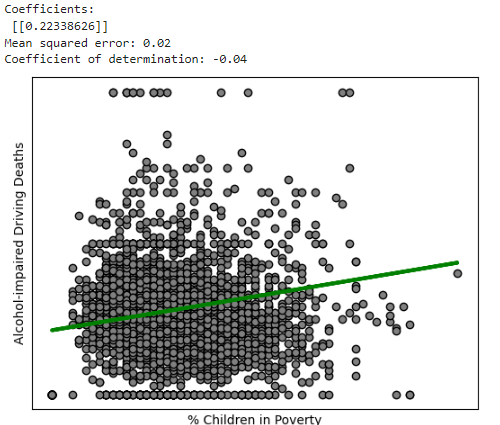 Coefficients:
[[0.22338626]]
Mean squared error: 0.02
Coefficient of determination: -0.04
Alcohol-impaired Driving Deaths
% Children in Poverty